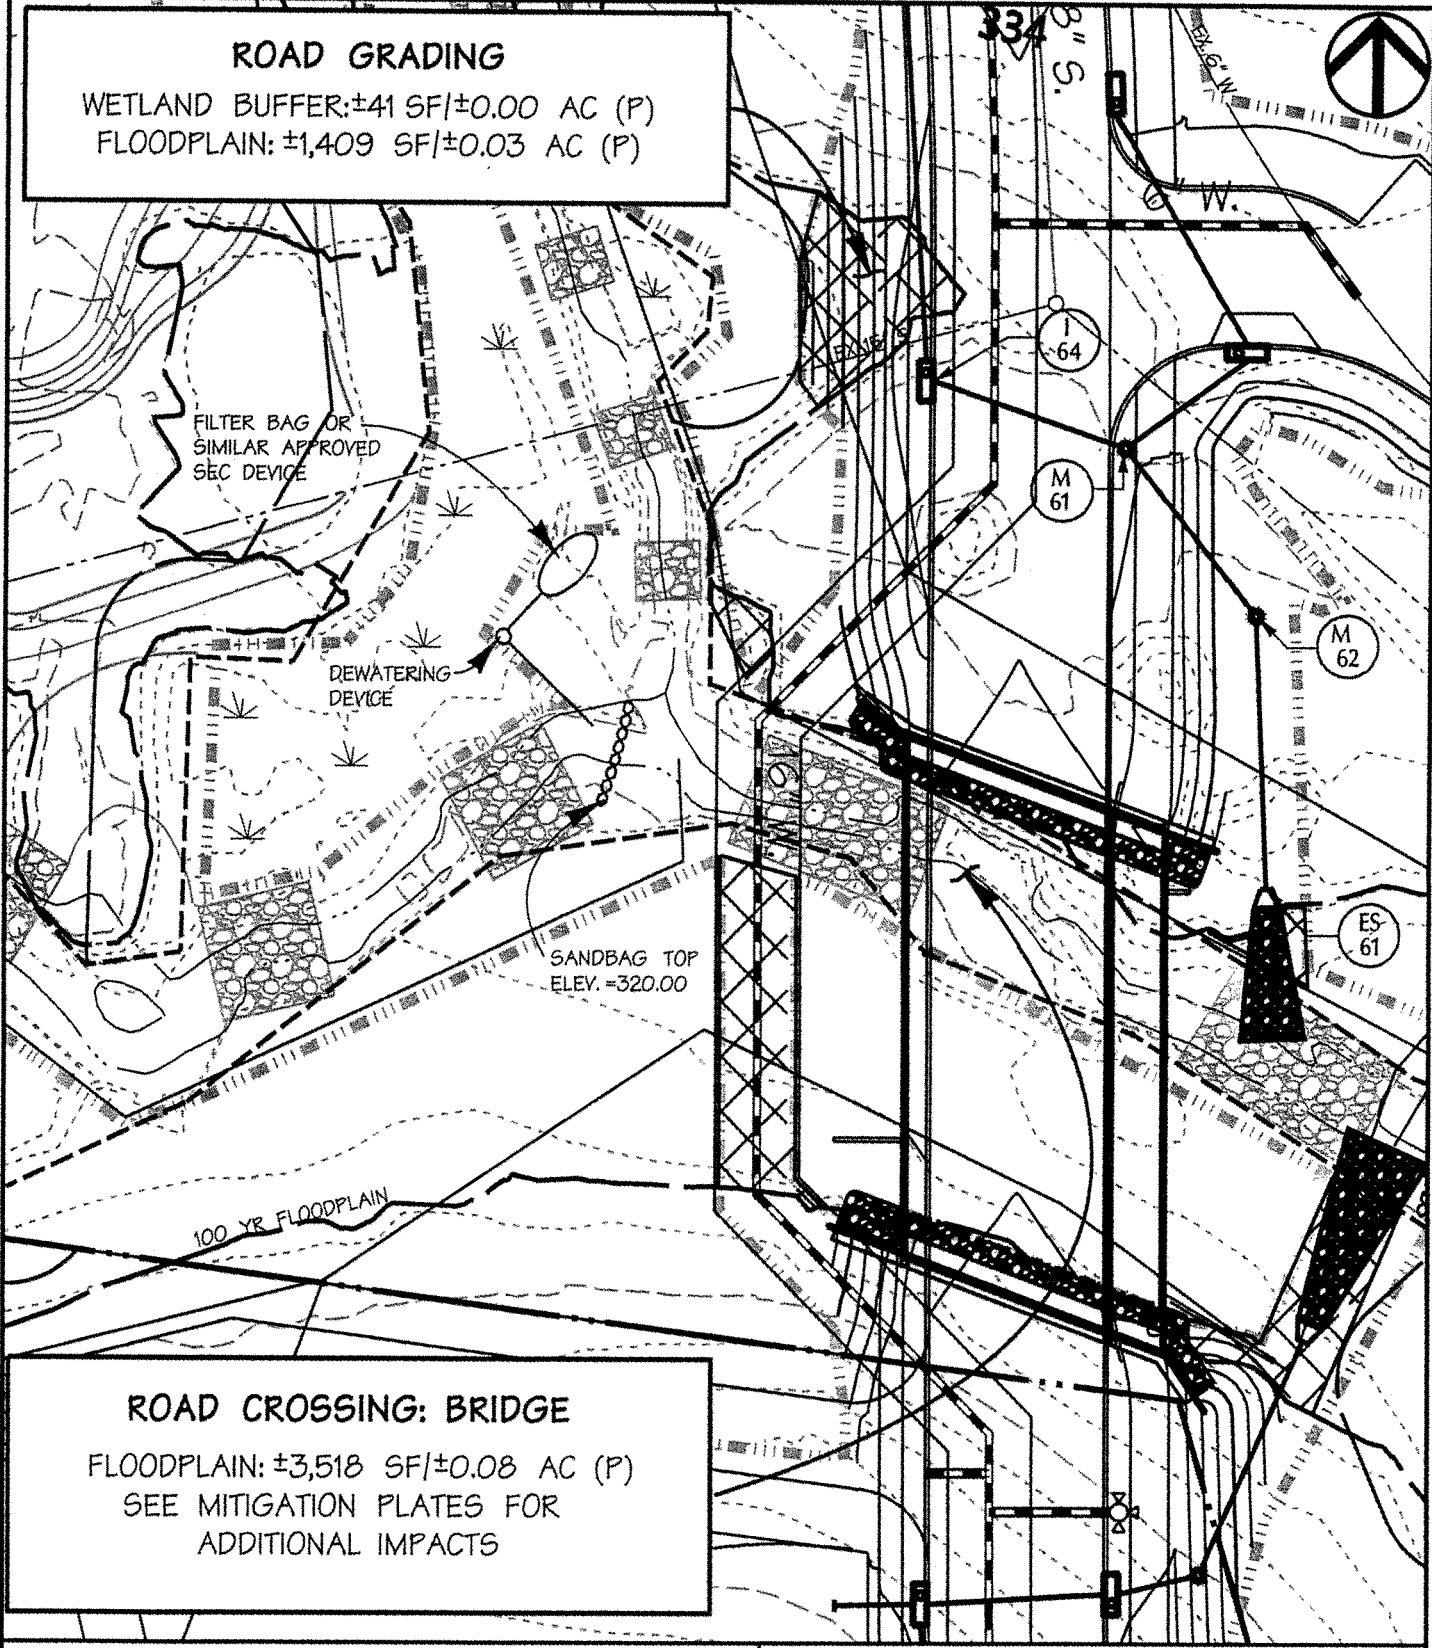 ROAD GRADING
WETLAND BUFFER:±41 SF/±0.00 AC (P)
FLOODPLAIN: ±1,409 SF/±0.03 AC (P)
334
8" S.
EX. 6" W.
6" W.
I
64
FILTER BAG OR
SIMILAR APPROVED
SEC DEVICE
M
61
M
62
DEWATERING
DEVICE
SANDBAG TOP
ELEV.=320.00
ES
61
100 YR FLOODPLAIN
ROAD CROSSING: BRIDGE
FLOODPLAIN: ±3,518 SF/±0.08 AC (P)
SEE MITIGATION PLATES FOR
ADDITIONAL IMPACTS